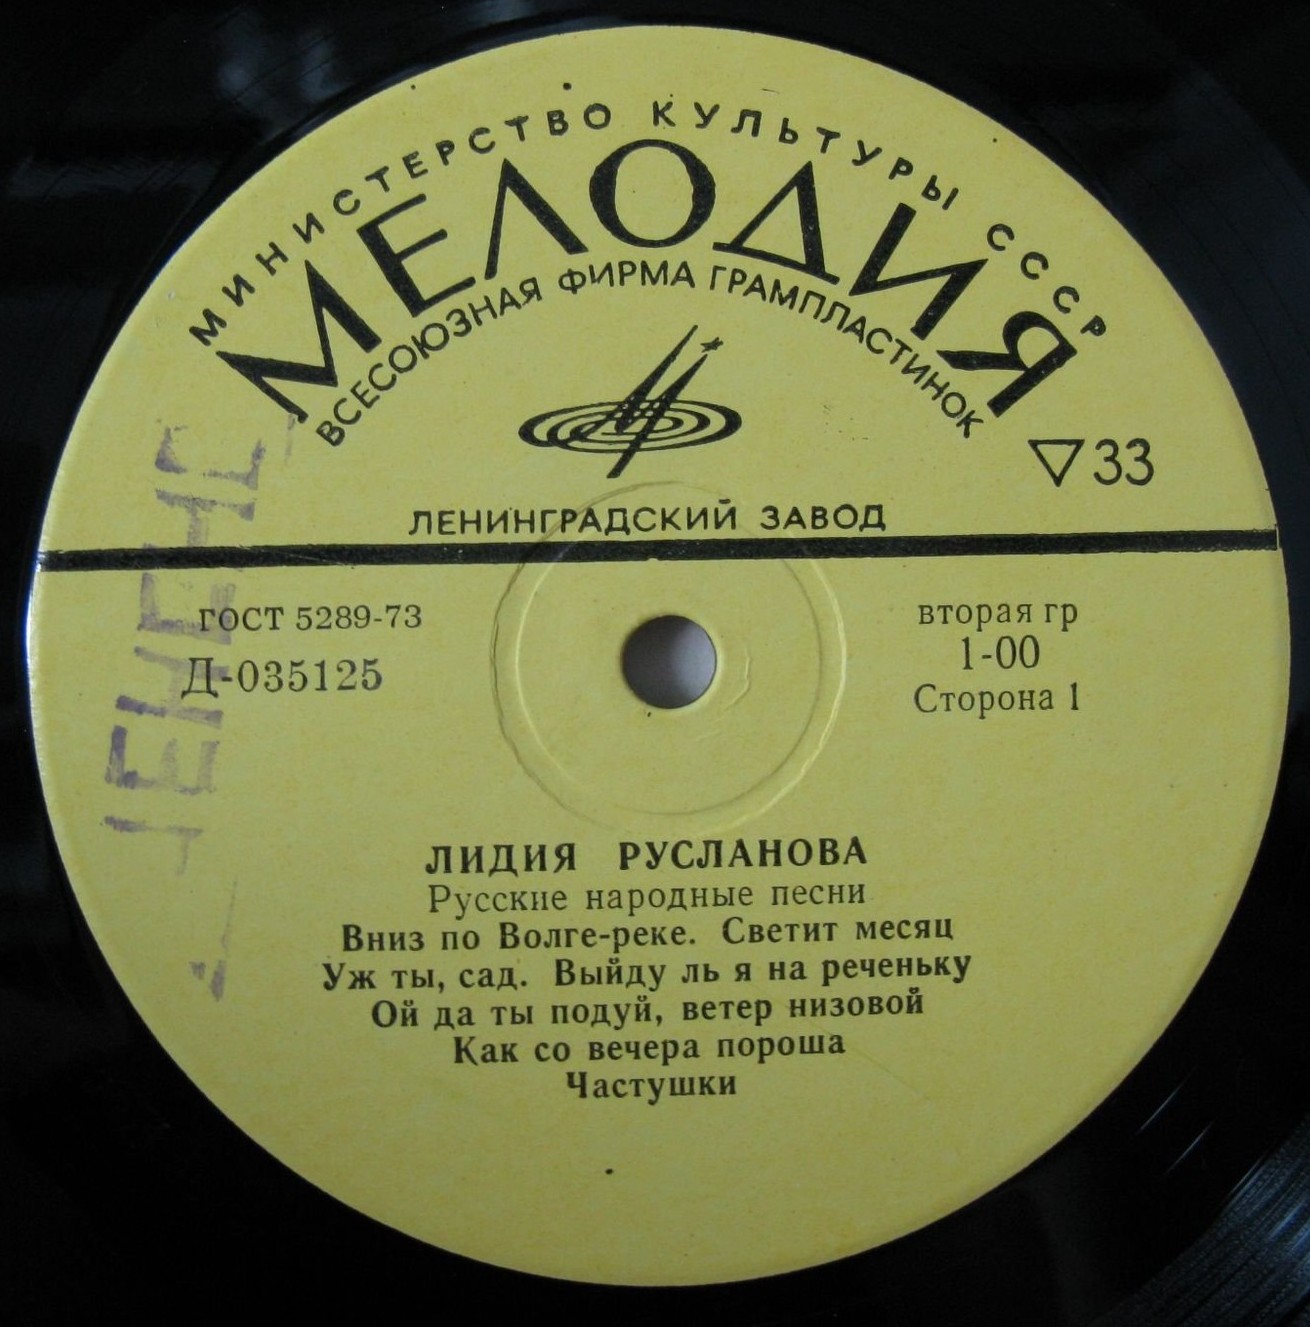 МИНИСТЕРСТВО КУЛЬТУРЫ СССР
МЕЛОДИЯ
ВСЕСОЮЗНАЯ ФИРМА ГРАМПЛАСТИНОК
33
ЛЕНИНГРАДСКИЙ ЗАВОД
ГОСТ 5289-73
Д-035125
вторая гр
1-00
Сторона 1
ЛИДИЯ РУСЛАНОВА
Русские народные песни
Вниз по Волге-реке. Светит месяц
Уж ты, сад. Выйду ль я на реченьку
Ой да ты подуй, ветер низовой
Как со вечера пороша
Частушки